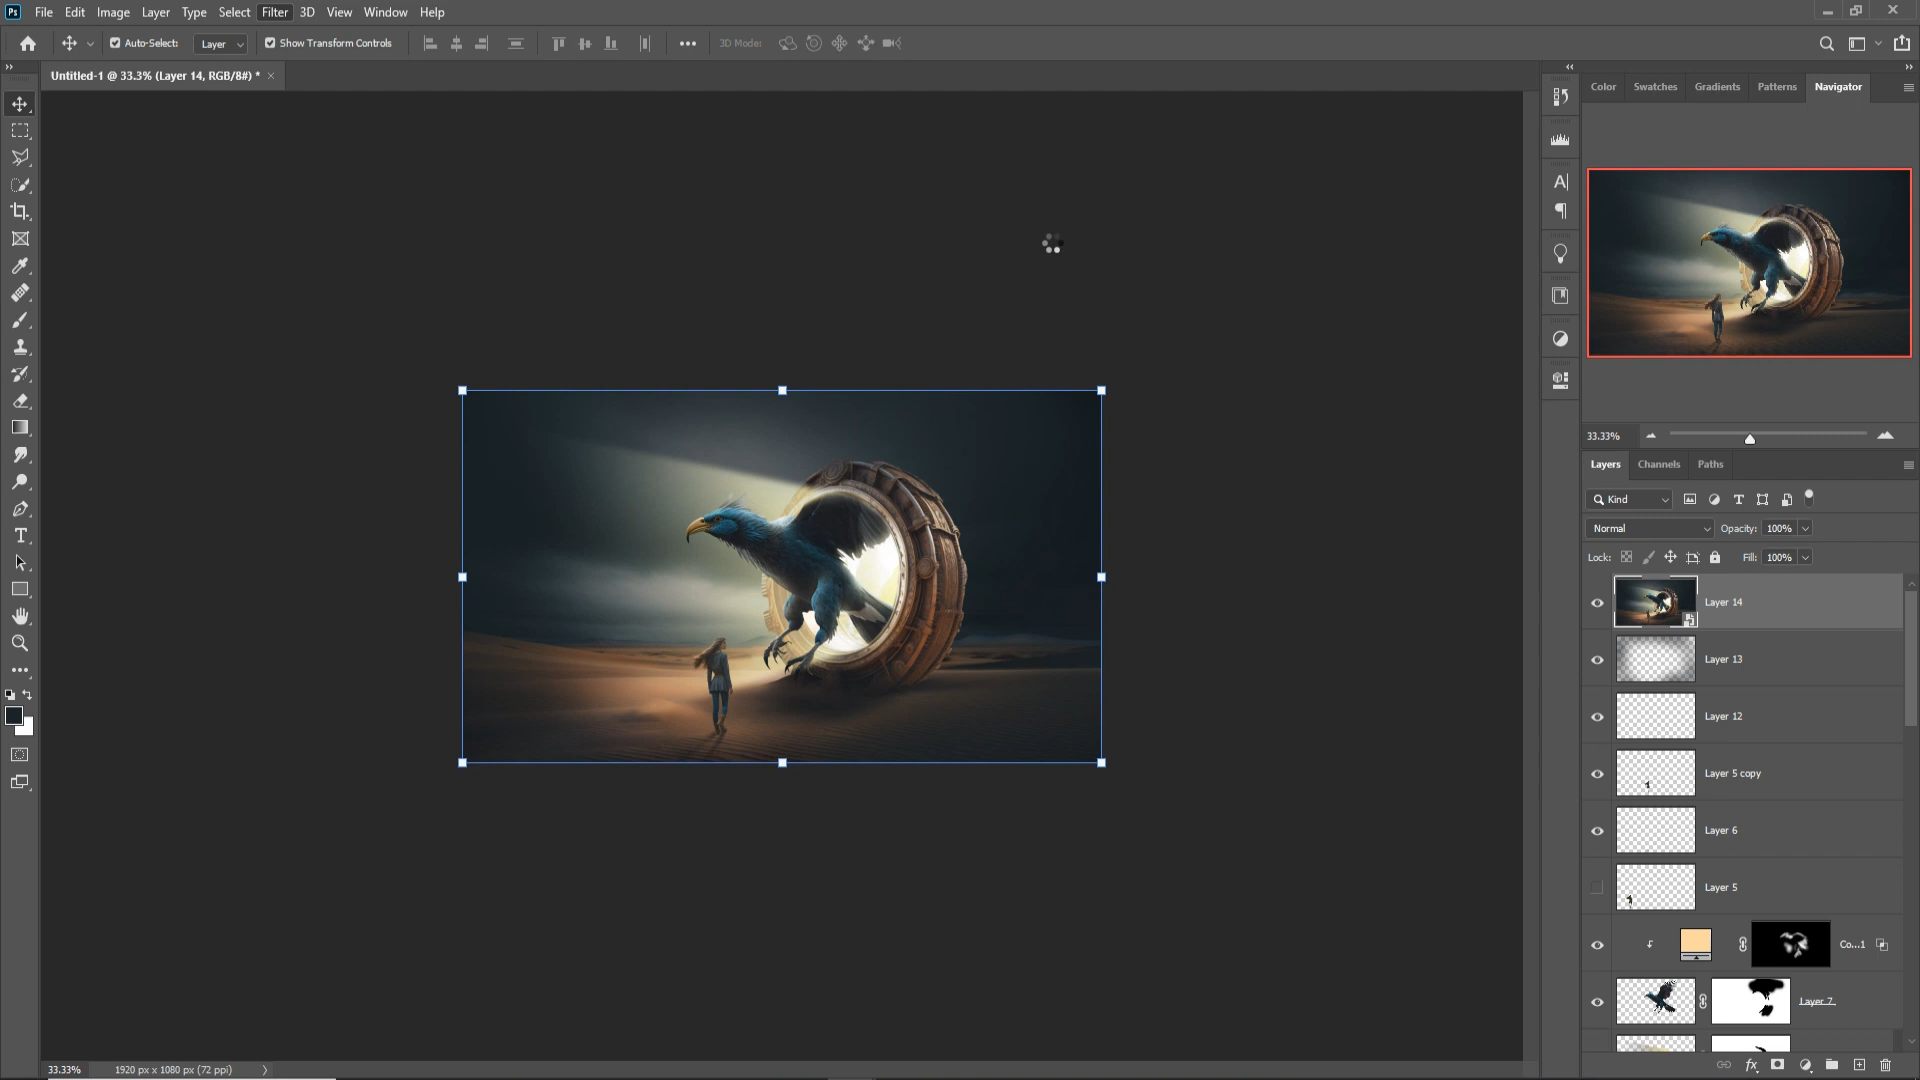 Ps File Edit Image Layer Type Select Filter 3D View Window Help
Auto-Select: Layer Show Transform Controls 3D Mode:
Untitled-1 @ 33.3% (Layer 14, RGB/8#) * ×
Color Swatches Gradients Patterns Navigator
33.33%
Layers Channels Paths
Kind
Normal Opacity: 100%
Lock: Fill: 100%
Layer 14
Layer 13
Layer 12
Layer 5 copy
Layer 6
Layer 5
Co...1
Layer 7
33.33% 1920 px x 1080 px (72 ppi)